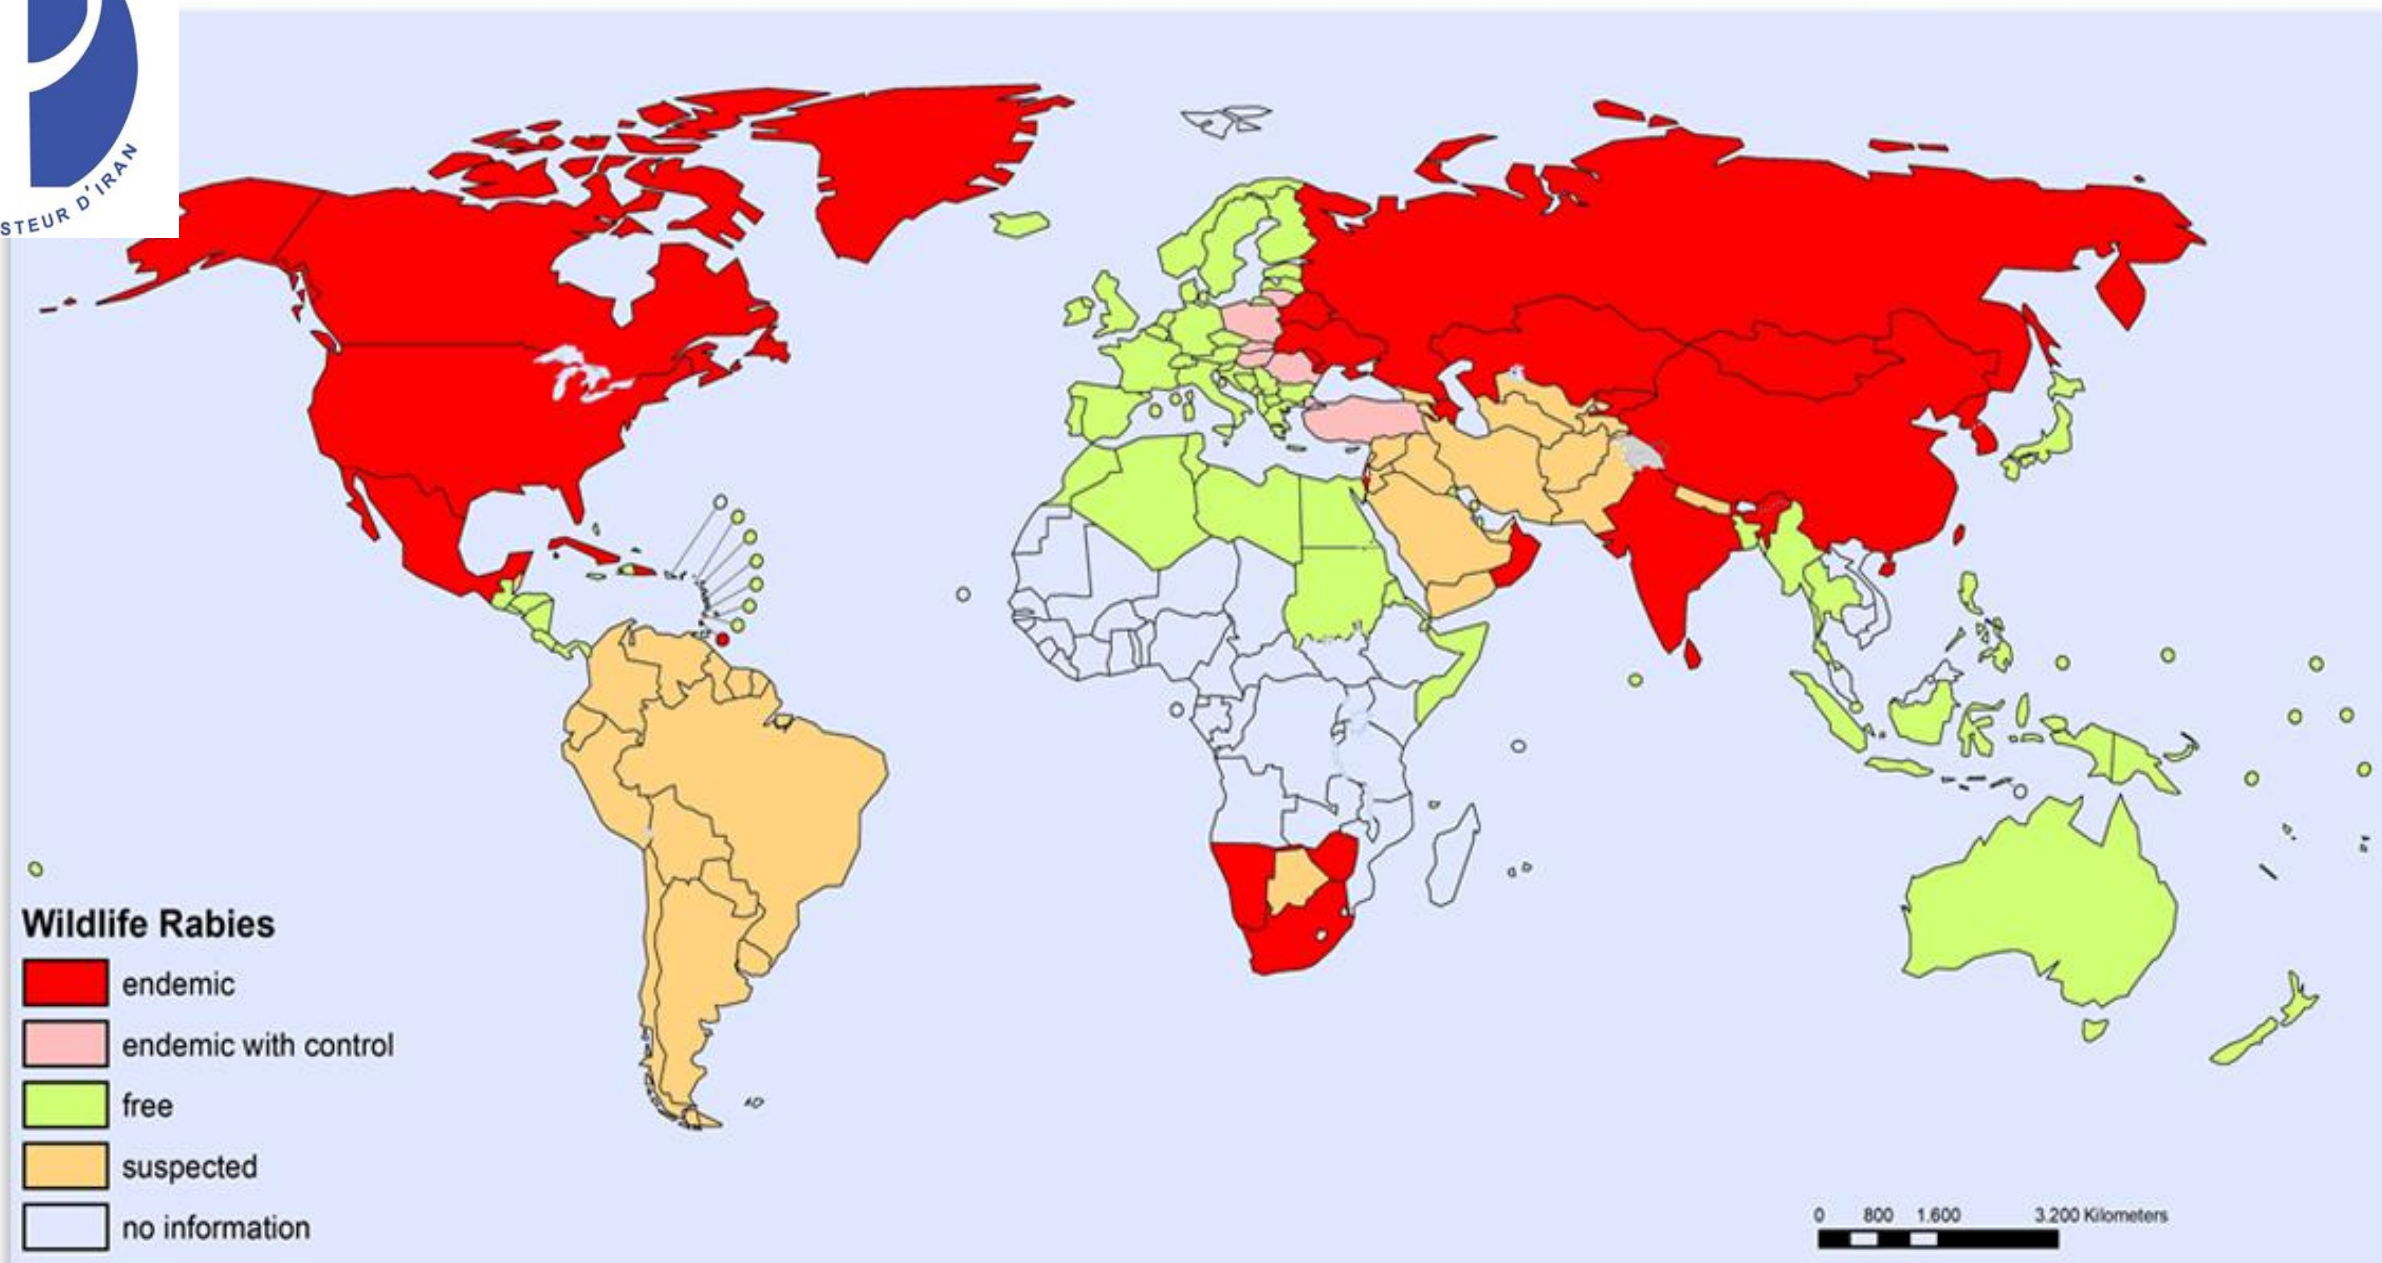 STEUR D'IRAN
Wildlife Rabies
endemic
endemic with control
free
suspected
no information
0 800 1.600 3.200 Kilometers